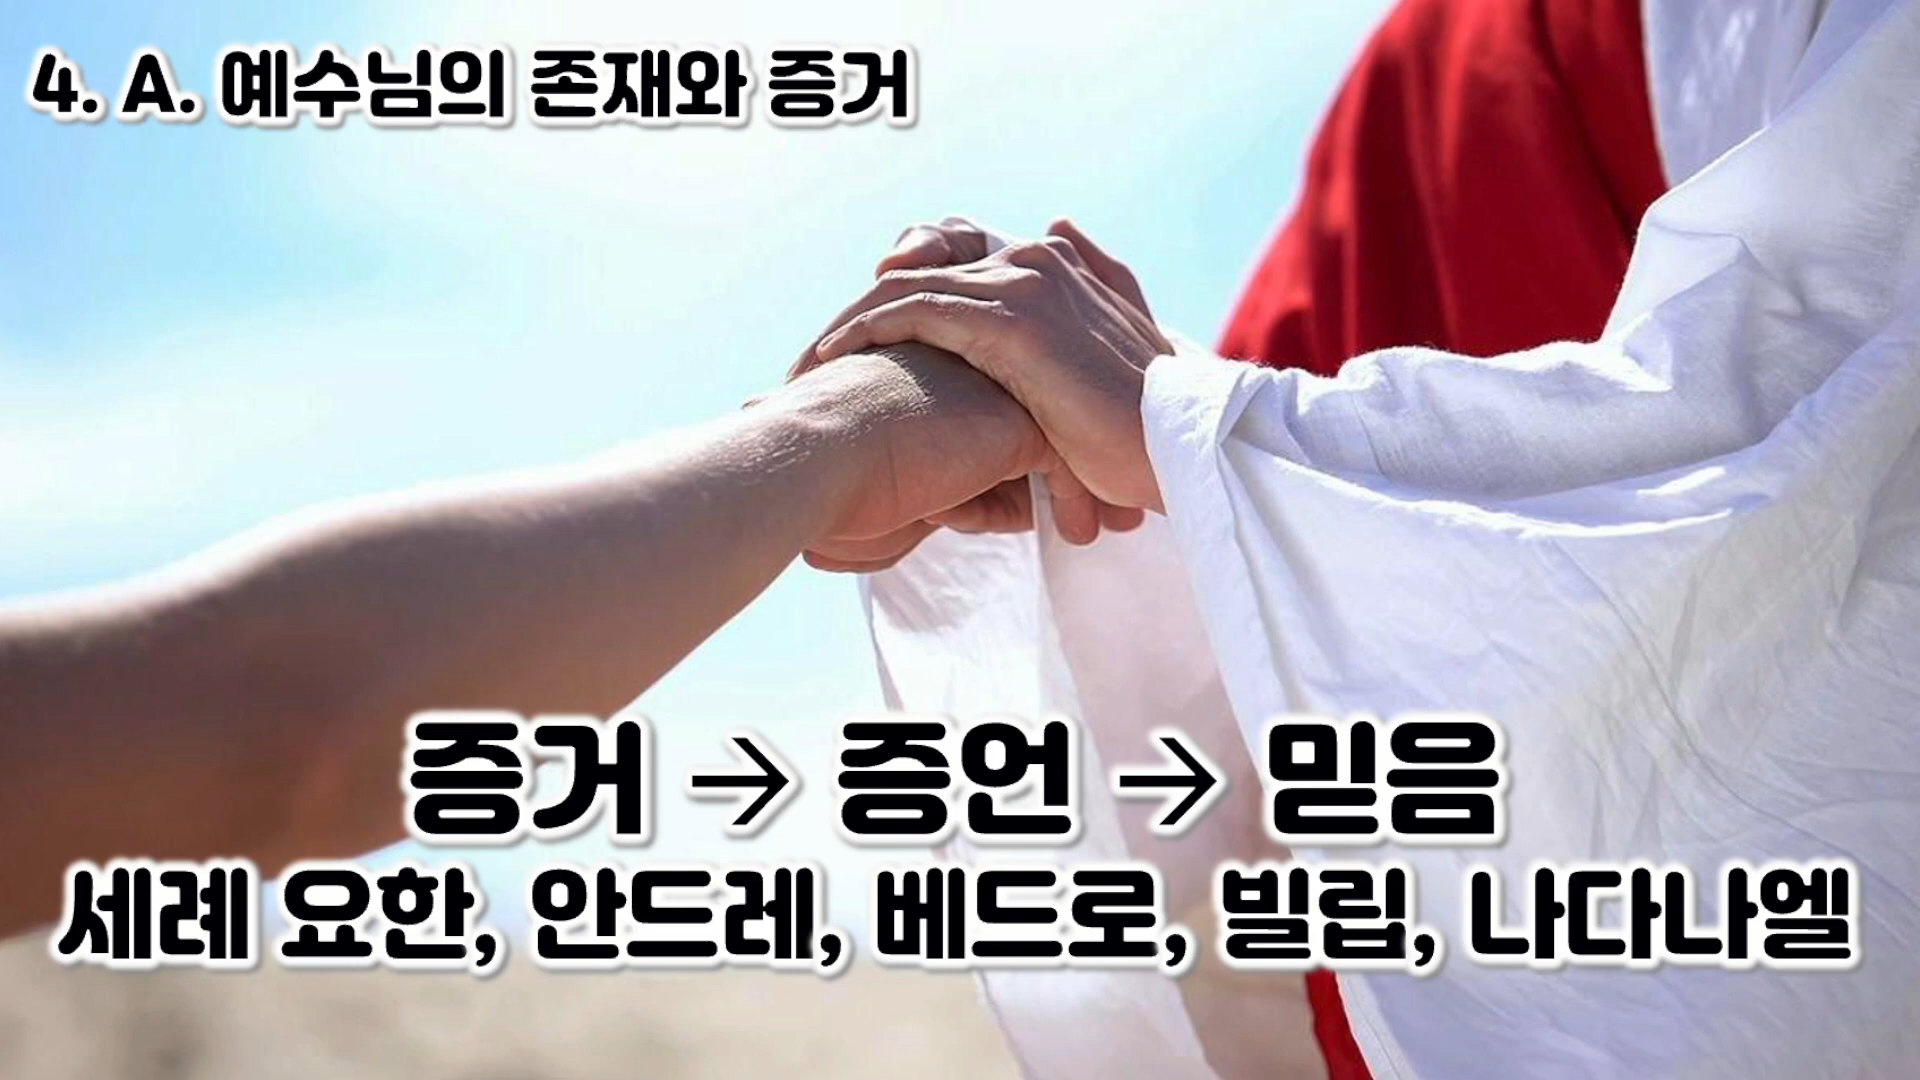 4. A. 예수님의 존재와 증거
증거 → 증언 → 믿음
세례 요한, 안드레, 베드로, 빌립, 나다나엘